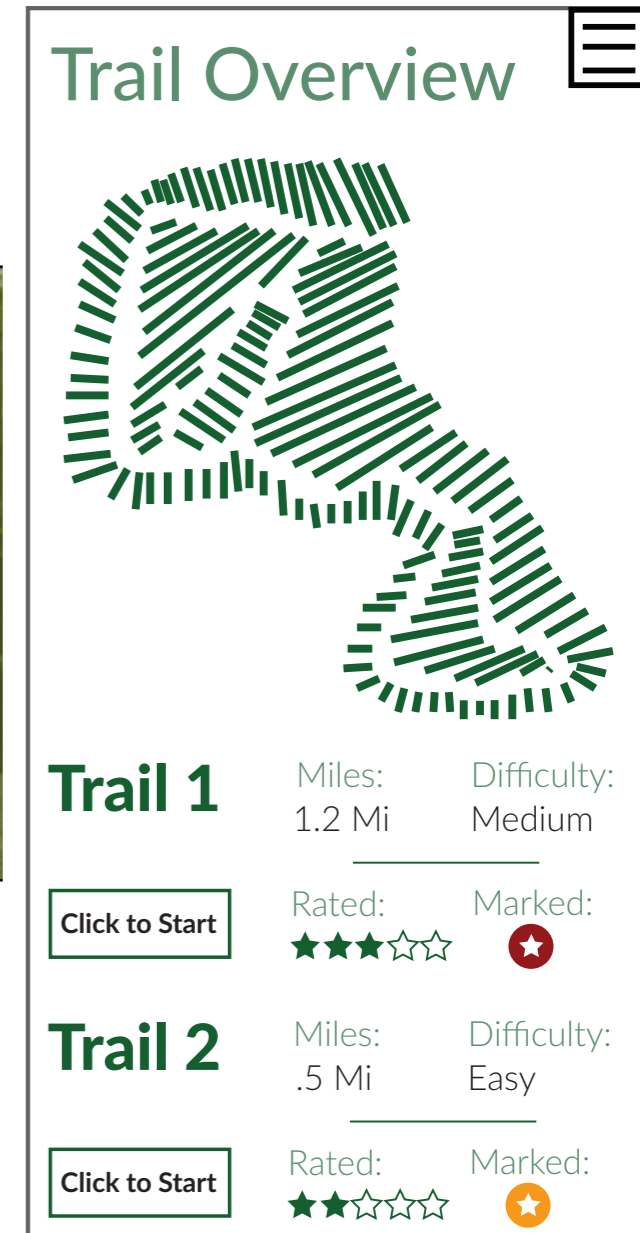 Trail Overview
Trail 1
Miles:
1.2 Mi
Difficulty:
Medium
Click to Start
Rated:
Marked:
Trail 2
Miles:
.5 Mi
Difficulty:
Easy
Click to Start
Rated:
Marked: